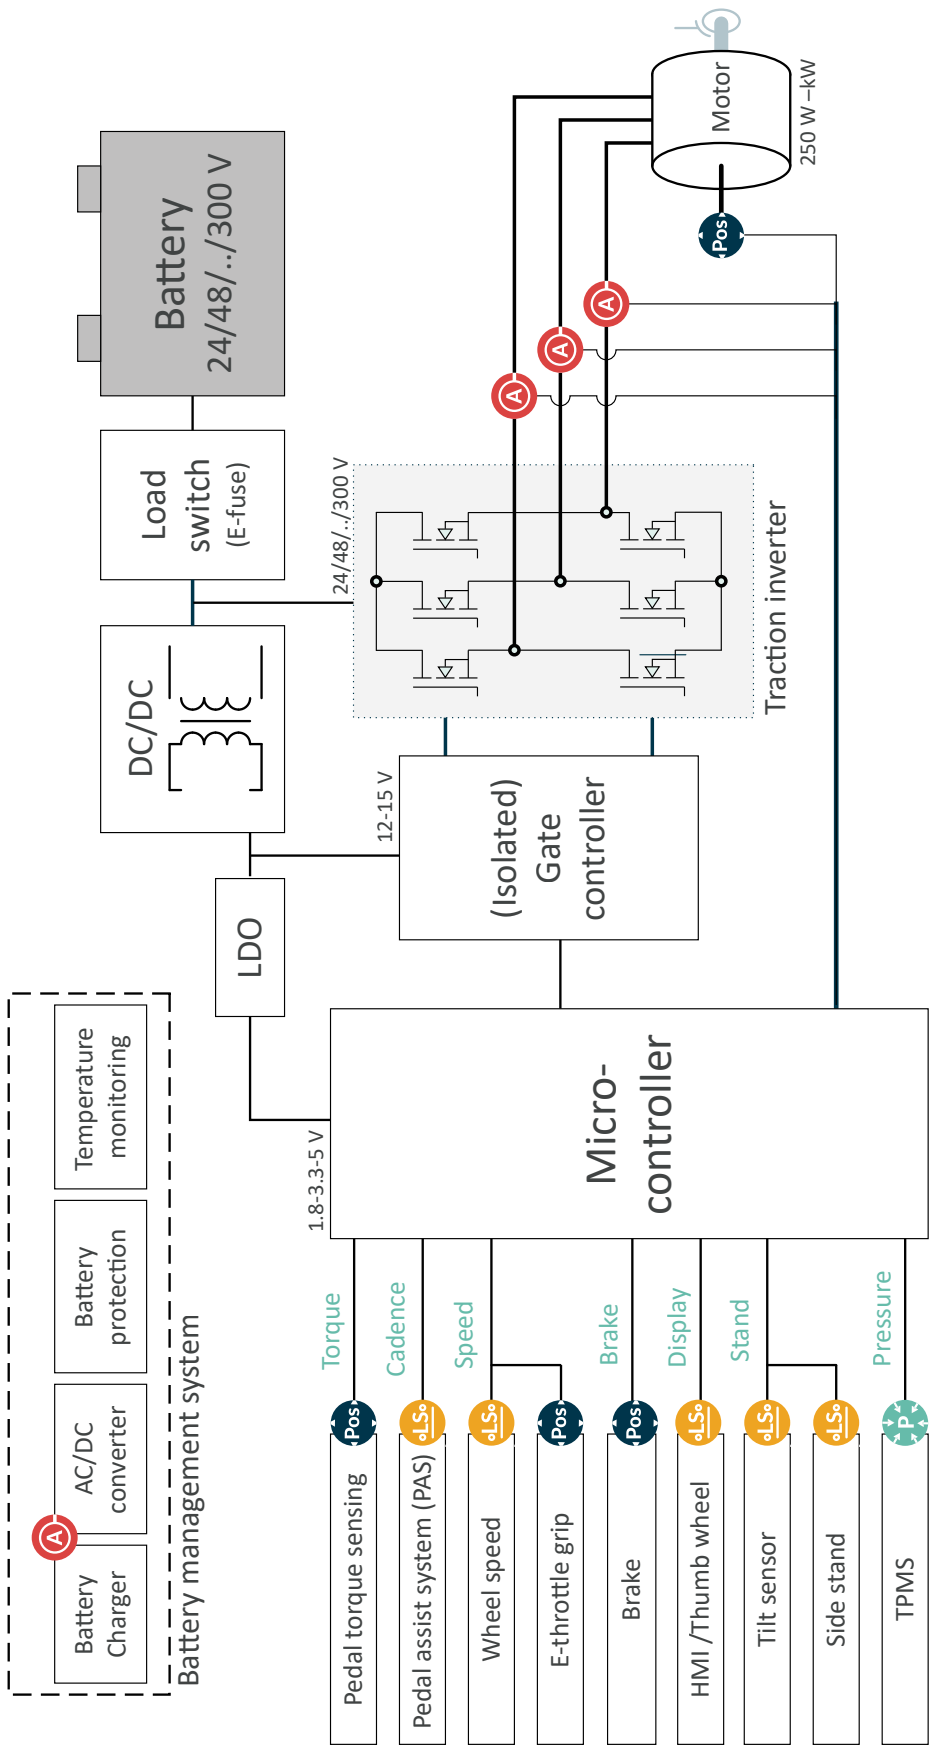 Battery
Charger
A
AC/DC
converter
Battery
protection
Temperature
monitoring
Battery management system
LDO
DC/DC
Load
switch
(E-fuse)
Battery
24/48/../300 V
1.8-3.3-5 V
12-15 V
24/48/../300 V
Pedal torque sensing
Pos
Torque
Pedal assist system (PAS)
LS
Cadence
Wheel speed
LS
Speed
E-throttle grip
Pos
Brake
Pos
Brake
HMI /Thumb wheel
LS
Display
Tilt sensor
LS
Stand
Side stand
LS
TPMS
P
Pressure
Micro-
controller
(Isolated)
Gate
controller
Traction inverter
A
A
A
Pos
Motor
250 W –kW